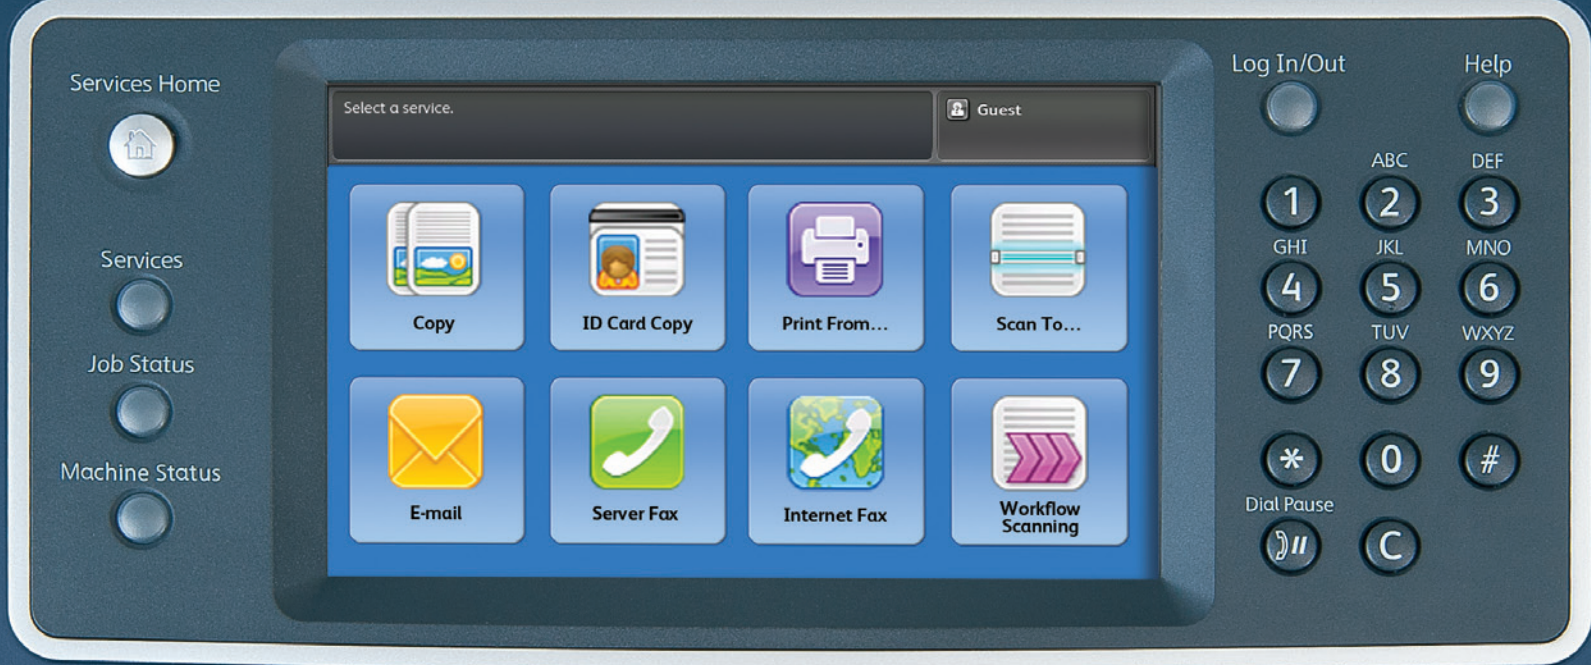 Services Home
Services
Job Status
Machine Status
Select a service.
Guest
Copy
ID Card Copy
Print From...
Scan To...
E-mail
Server Fax
Internet Fax
Workflow
Scanning
Log In/Out
Help
ABC
DEF
1
2
3
GHI
JKL
MNO
4
5
6
PQRS
TUV
WXYZ
7
8
9
*
0
#
Dial Pause
C